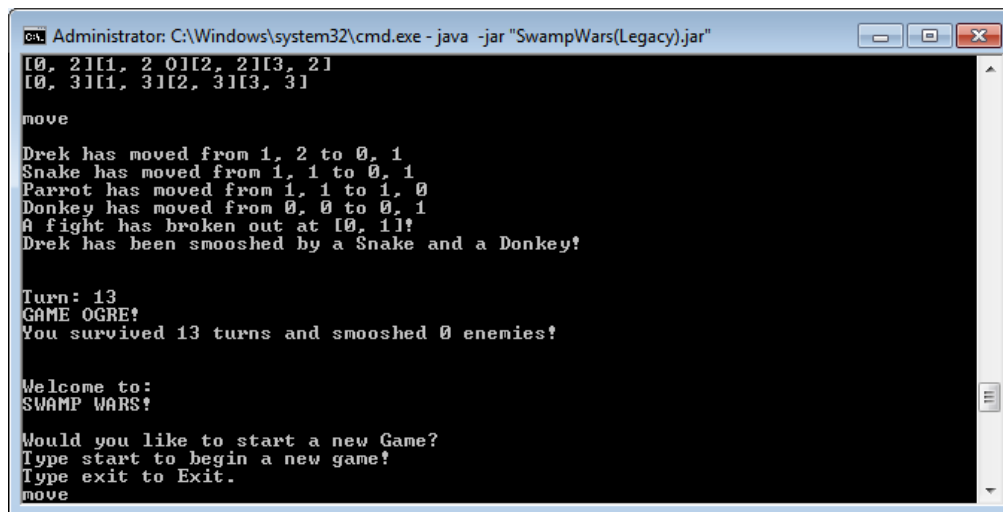 Administrator: C:\Windows\system32\cmd.exe - java -jar "SwampWars(Legacy).jar"
[0, 2][1, 2 O][2, 2][3, 2]
[0, 3][1, 3][2, 3][3, 3]
move
Drek has moved from 1, 2 to 0, 1
Snake has moved from 1, 1 to 0, 1
Parrot has moved from 1, 1 to 1, 0
Donkey has moved from 0, 0 to 0, 1
A fight has broken out at [0, 1]!
Drek has been smooshed by a Snake and a Donkey!
Turn: 13
GAME OGRE!
You survived 13 turns and smooshed 0 enemies!
Welcome to:
SWAMP WARS!
Would you like to start a new Game?
Type start to begin a new game!
Type exit to Exit.
move